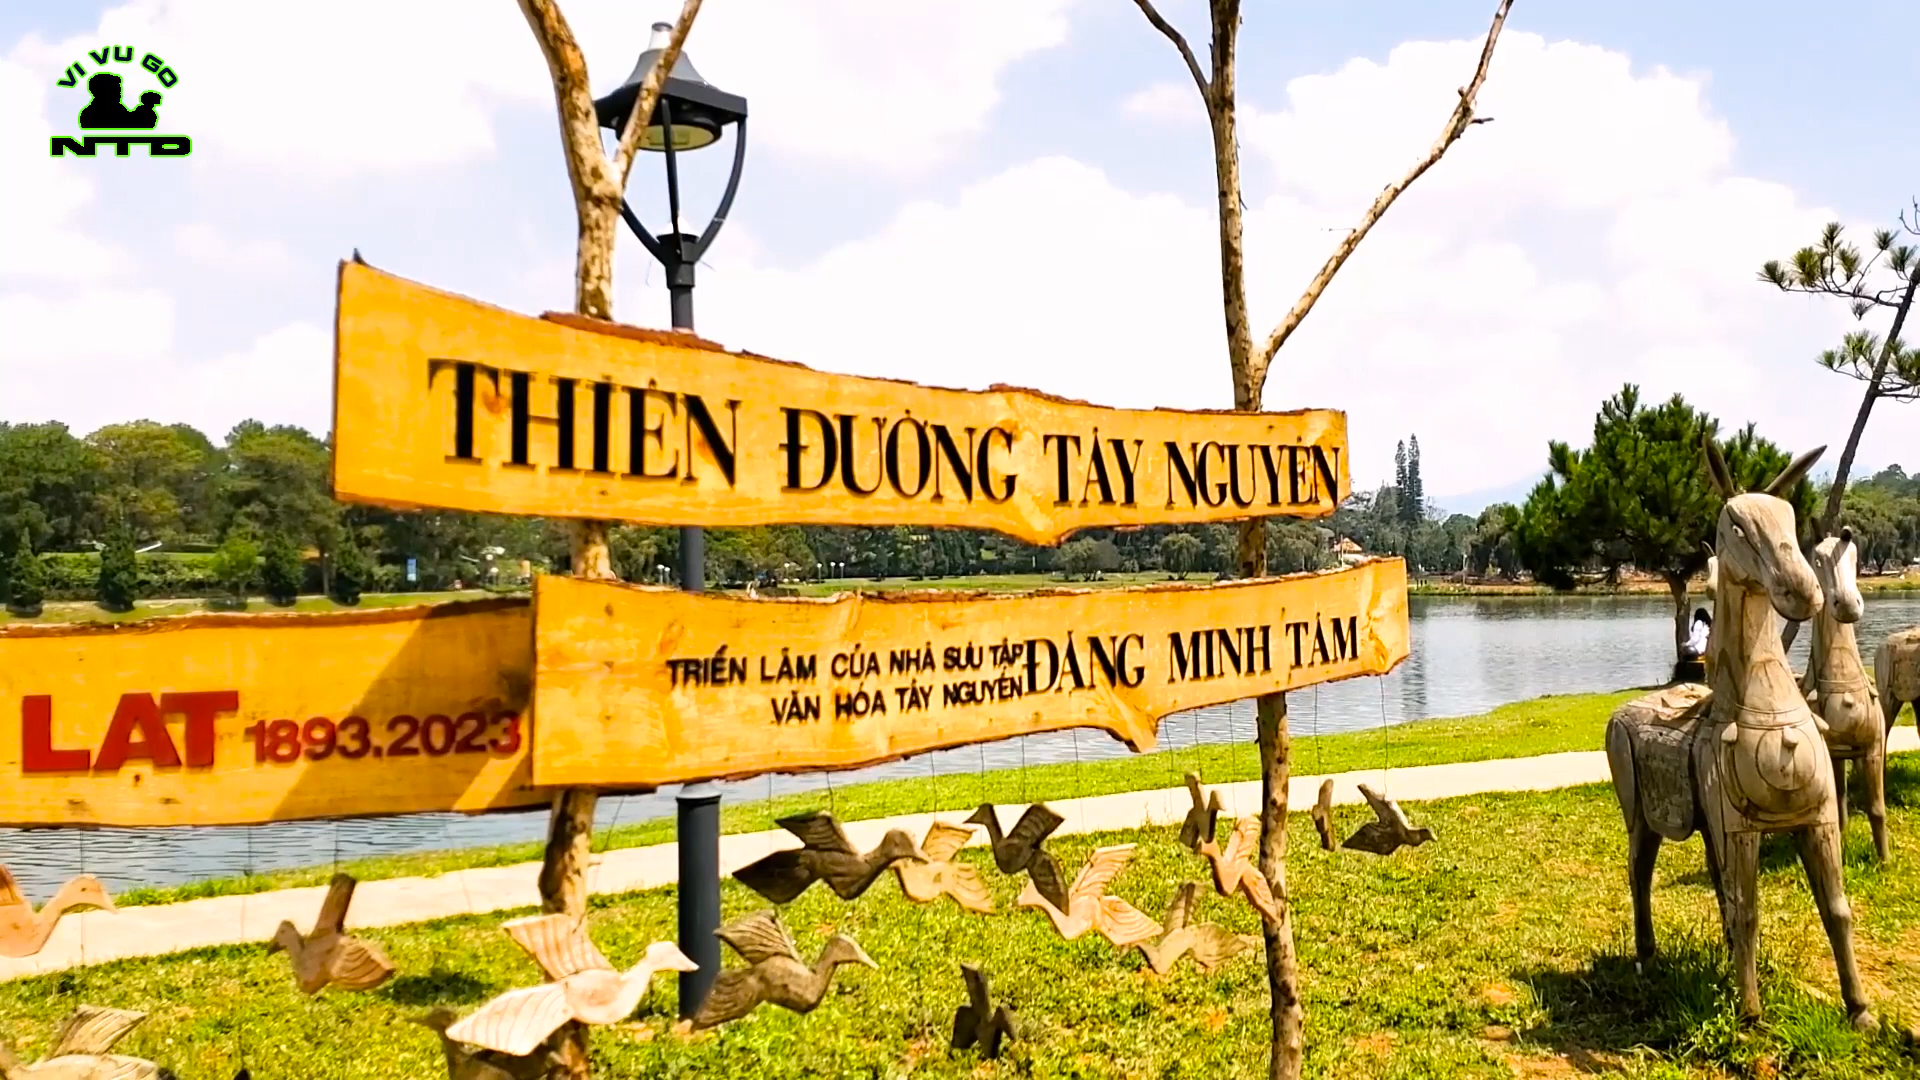 VI VU GO
NTD
THIÊN ĐƯỜNG TÂY NGUYÊN
LAT 1893.2023
TRIỂN LÃM CỦA NHÀ SƯU TẬP
VĂN HÓA TÂY NGUYÊN
ĐẶNG MINH TÂM